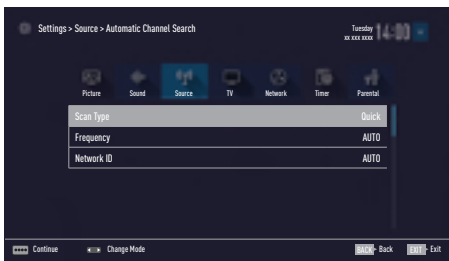 Settings > Source > Automatic Channel Search
Tuesday
xx xxx xxxx
14:00
Picture Sound Source TV Network Timer Parental
Scan Type Quick
Frequency AUTO
Network ID AUTO
Continue Change Mode BACK - Back EXIT - Exit